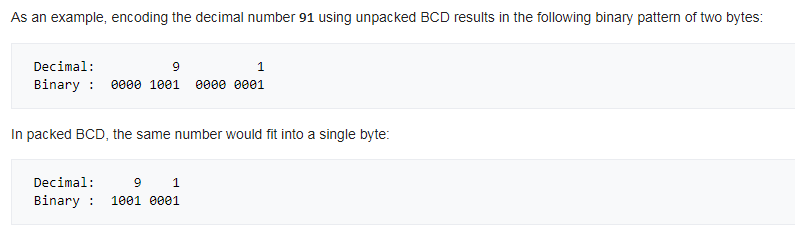 As an example, encoding the decimal number 91 using unpacked BCD results in the following binary pattern of two bytes:
Decimal:         9         1
Binary :  0000 1001  0000 0001
In packed BCD, the same number would fit into a single byte:
Decimal:     9    1
Binary :  1001 0001